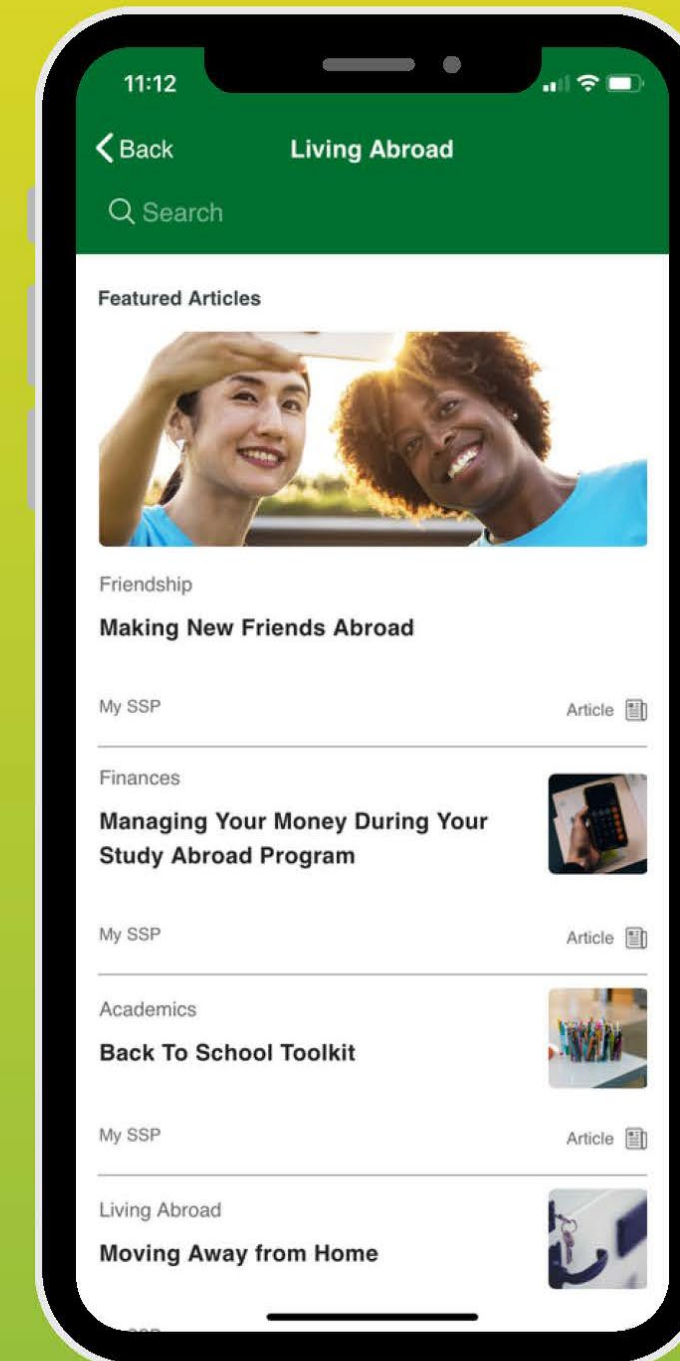 11:12
Back
Living Abroad
Search
Featured Articles
Friendship
Making New Friends Abroad
My SSP
Article
Finances
Managing Your Money During Your
Study Abroad Program
My SSP
Article
Academics
Back To School Toolkit
My SSP
Article
Living Abroad
Moving Away from Home